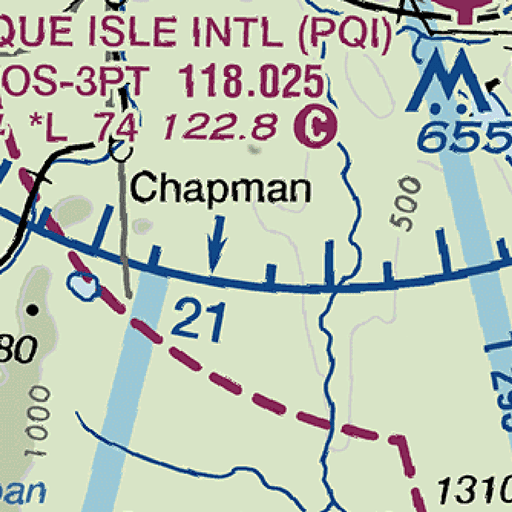 QUE ISLE INTL (PQI)
OS-3PT 118.025
*L 74 122.8 C
655
Chapman
500
21
80
1000
1310